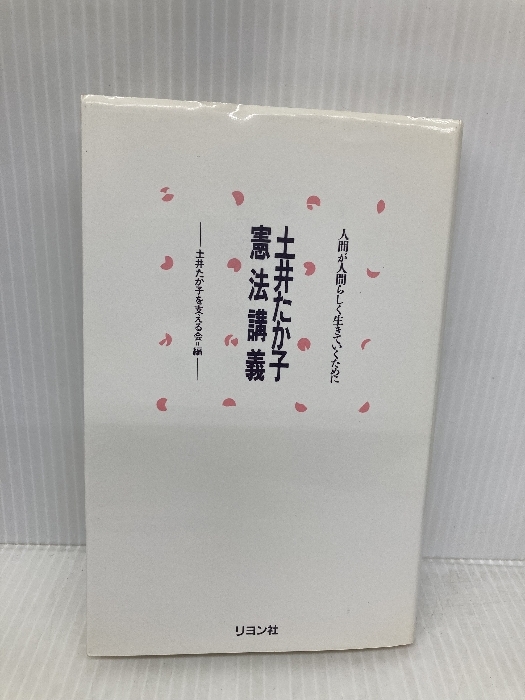 人間が人間らしく生きていくために
土井たか子
憲法講義
──土井たか子を支える会=編──
リヨン社